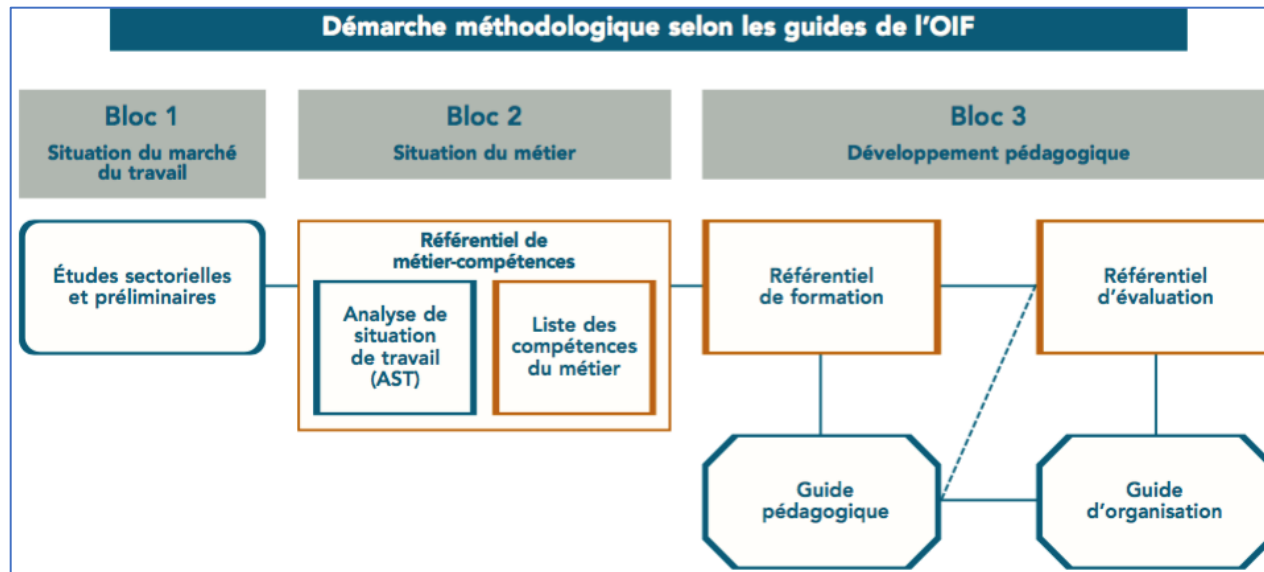 Démarche méthodologique selon les guides de l'OIF
Bloc 1
Situation du marché
du travail
Bloc 2
Situation du métier
Bloc 3
Développement pédagogique
Études sectorielles
et préliminaires
Référentiel de
métier-compétences
Analyse de
situation
de travail
(AST)
Liste des
compétences
du métier
Référentiel
de formation
Référentiel
d'évaluation
Guide
pédagogique
Guide
d'organisation